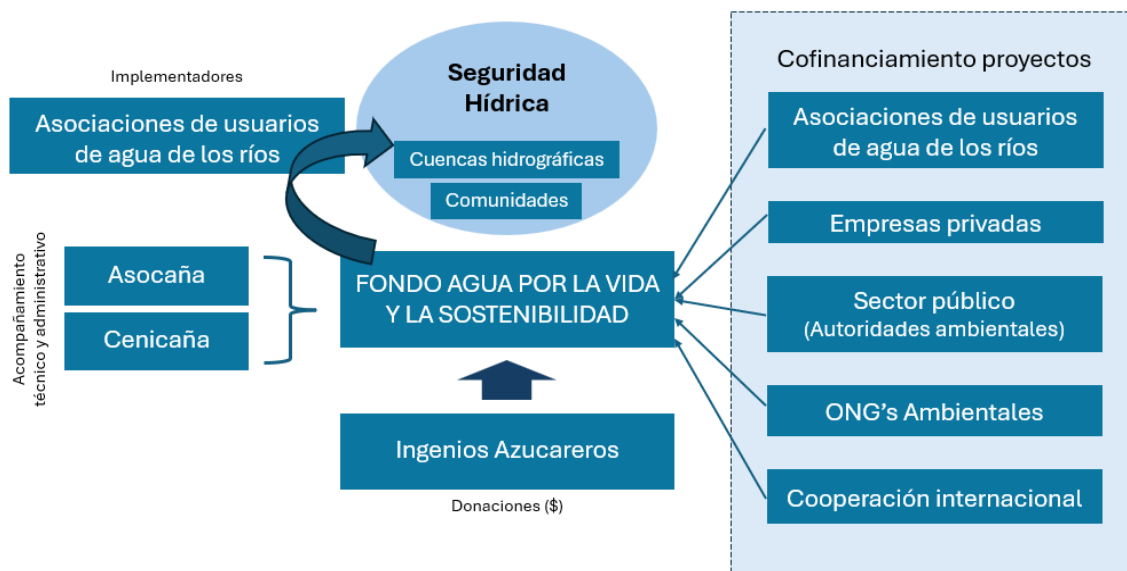 Implementadores
Asociaciones de usuarios
de agua de los ríos
Seguridad
Hídrica
Cuencas hidrográficas
Comunidades
Acompañamiento
técnico y administrativo
Asocaña
Cenicaña
FONDO AGUA POR LA VIDA
Y LA SOSTENIBILIDAD
Ingenios Azucareros
Donaciones ($)
Cofinanciamiento proyectos
Asociaciones de usuarios
de agua de los ríos
Empresas privadas
Sector público
(Autoridades ambientales)
ONG's Ambientales
Cooperación internacional